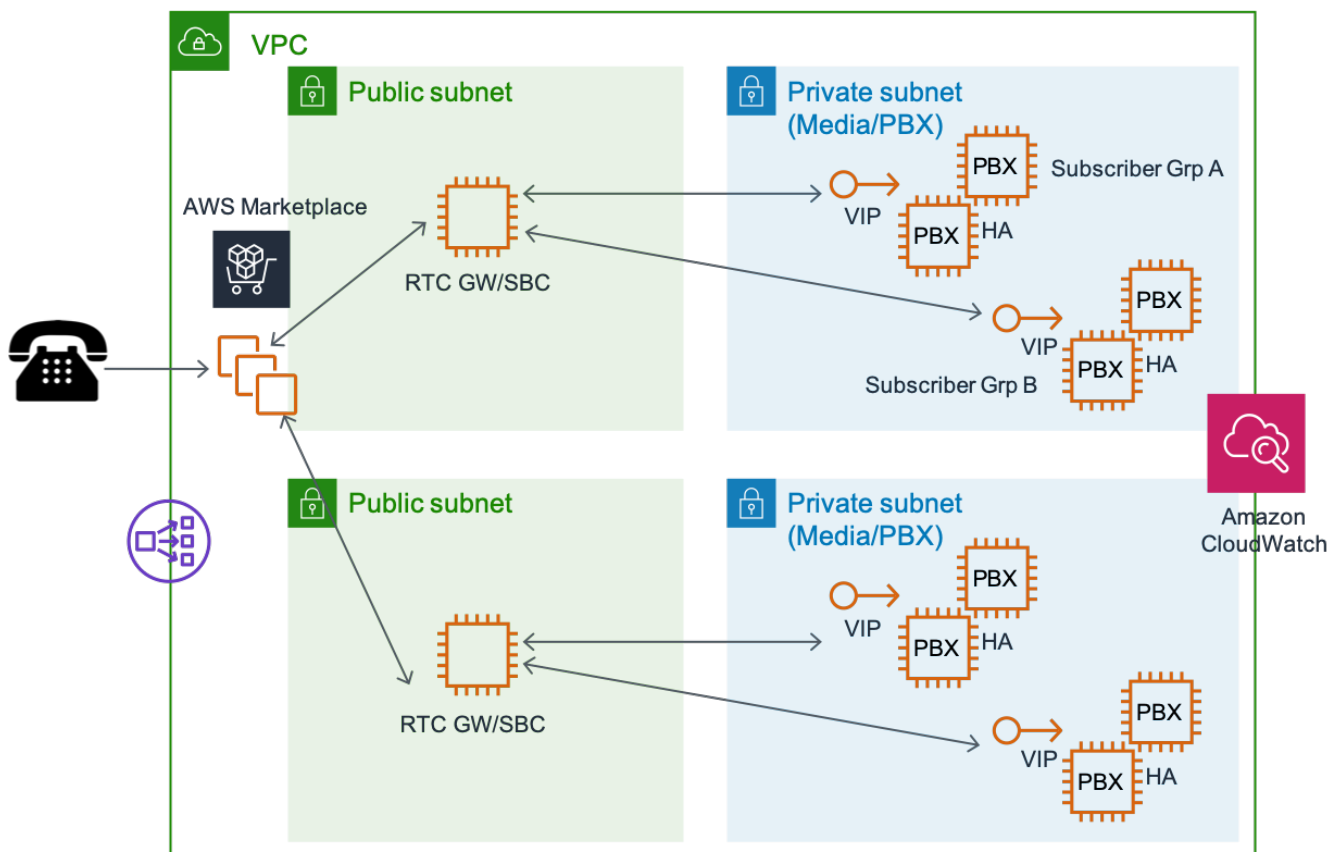 VPC
Public subnet
Private subnet
(Media/PBX)
PBX
Subscriber Grp A
AWS Marketplace
VIP
PBX
HA
RTC GW/SBC
PBX
VIP
PBX
HA
Subscriber Grp B
Public subnet
Private subnet
(Media/PBX)
Amazon
CloudWatch
PBX
VIP
PBX
HA
RTC GW/SBC
PBX
VIP
PBX
HA